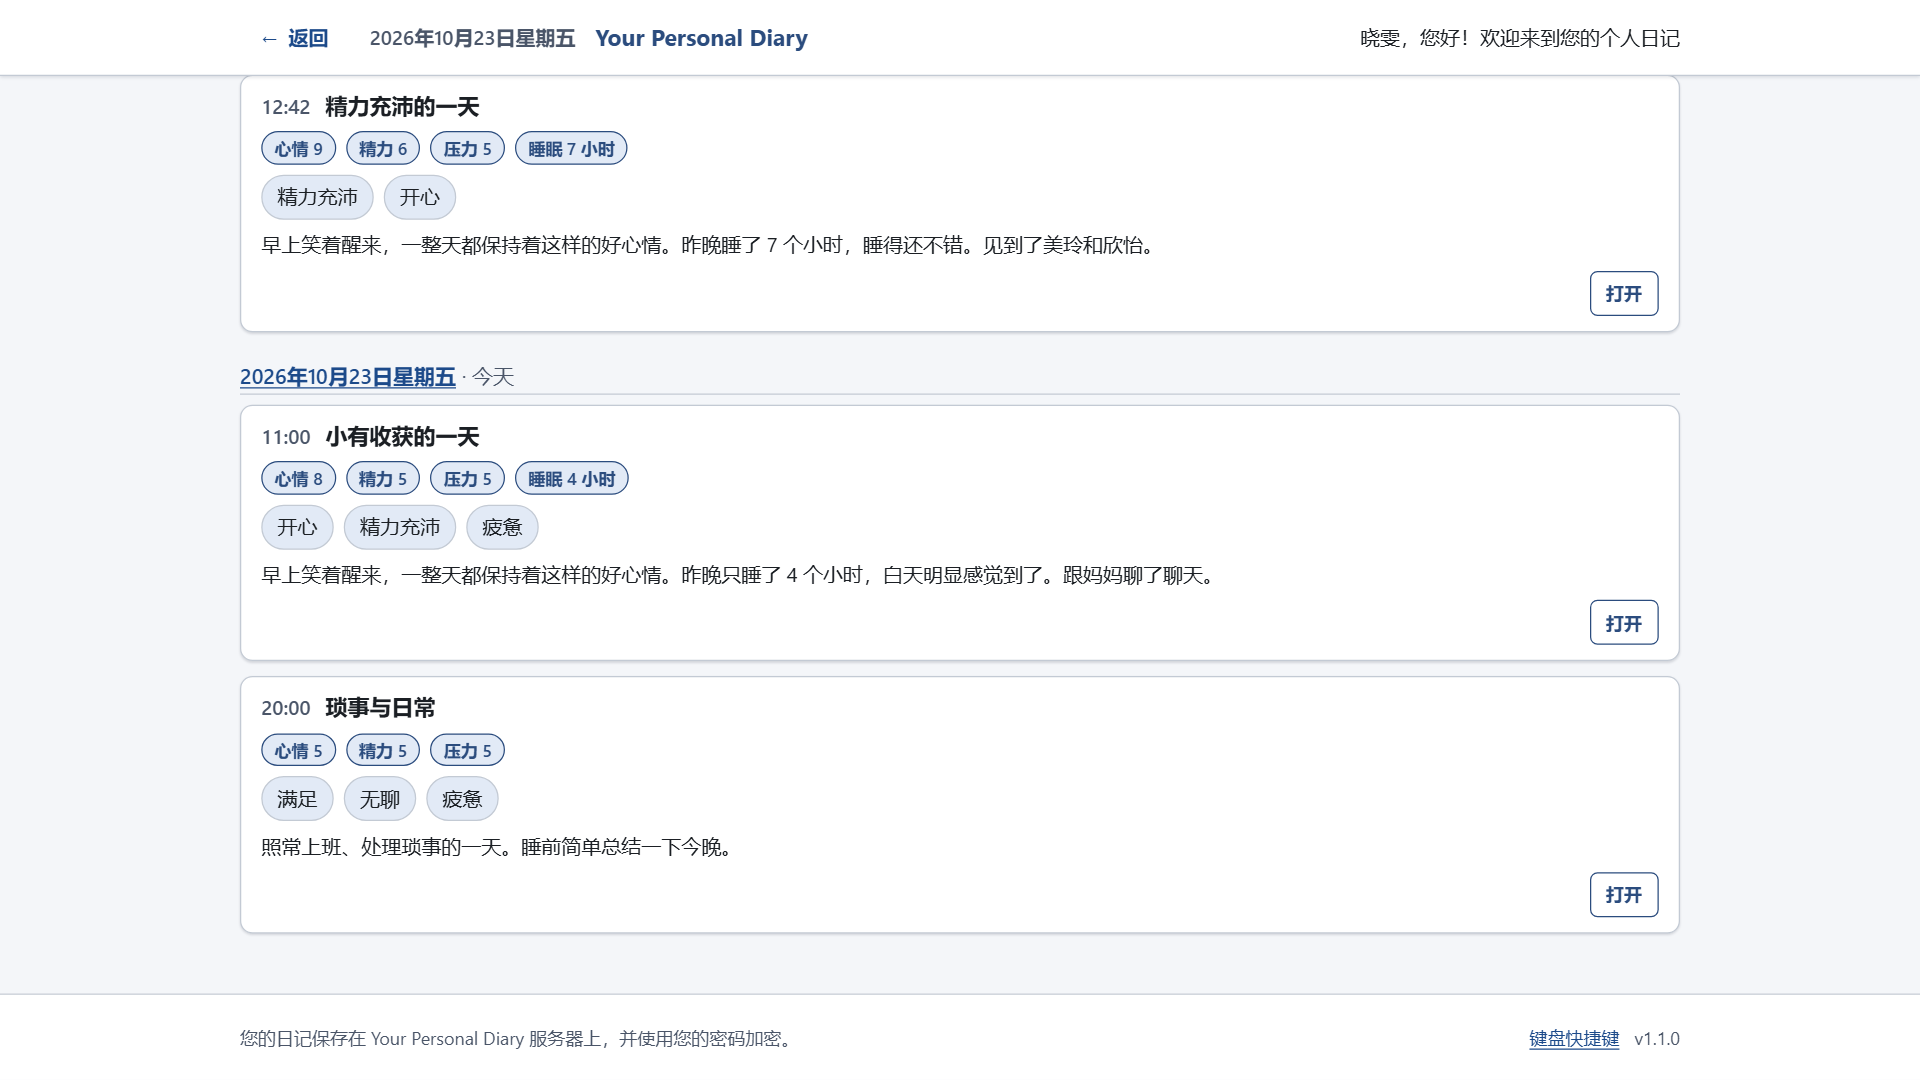 ← 返回 2026年10月23日星期五 Your Personal Diary 晓雯，您好！欢迎来到您的个人日记
12:42 精力充沛的一天
心情 9 精力 6 压力 5 睡眠 7 小时
精力充沛 开心
早上笑着醒来，一整天都保持着这样的好心情。昨晚睡了 7 个小时，睡得还不错。见到了美玲和欣怡。
打开
2026年10月23日星期五 · 今天
11:00 小有收获的一天
心情 8 精力 5 压力 5 睡眠 4 小时
开心 精力充沛 疲惫
早上笑着醒来，一整天都保持着这样的好心情。昨晚只睡了 4 个小时，白天明显感觉到了。跟妈妈聊了聊天。
打开
20:00 琐事与日常
心情 5 精力 5 压力 5
满足 无聊 疲惫
照常上班、处理琐事的一天。睡前简单总结一下今晚。
打开
您的日记保存在 Your Personal Diary 服务器上，并使用您的密码加密。 键盘快捷键 v1.1.0